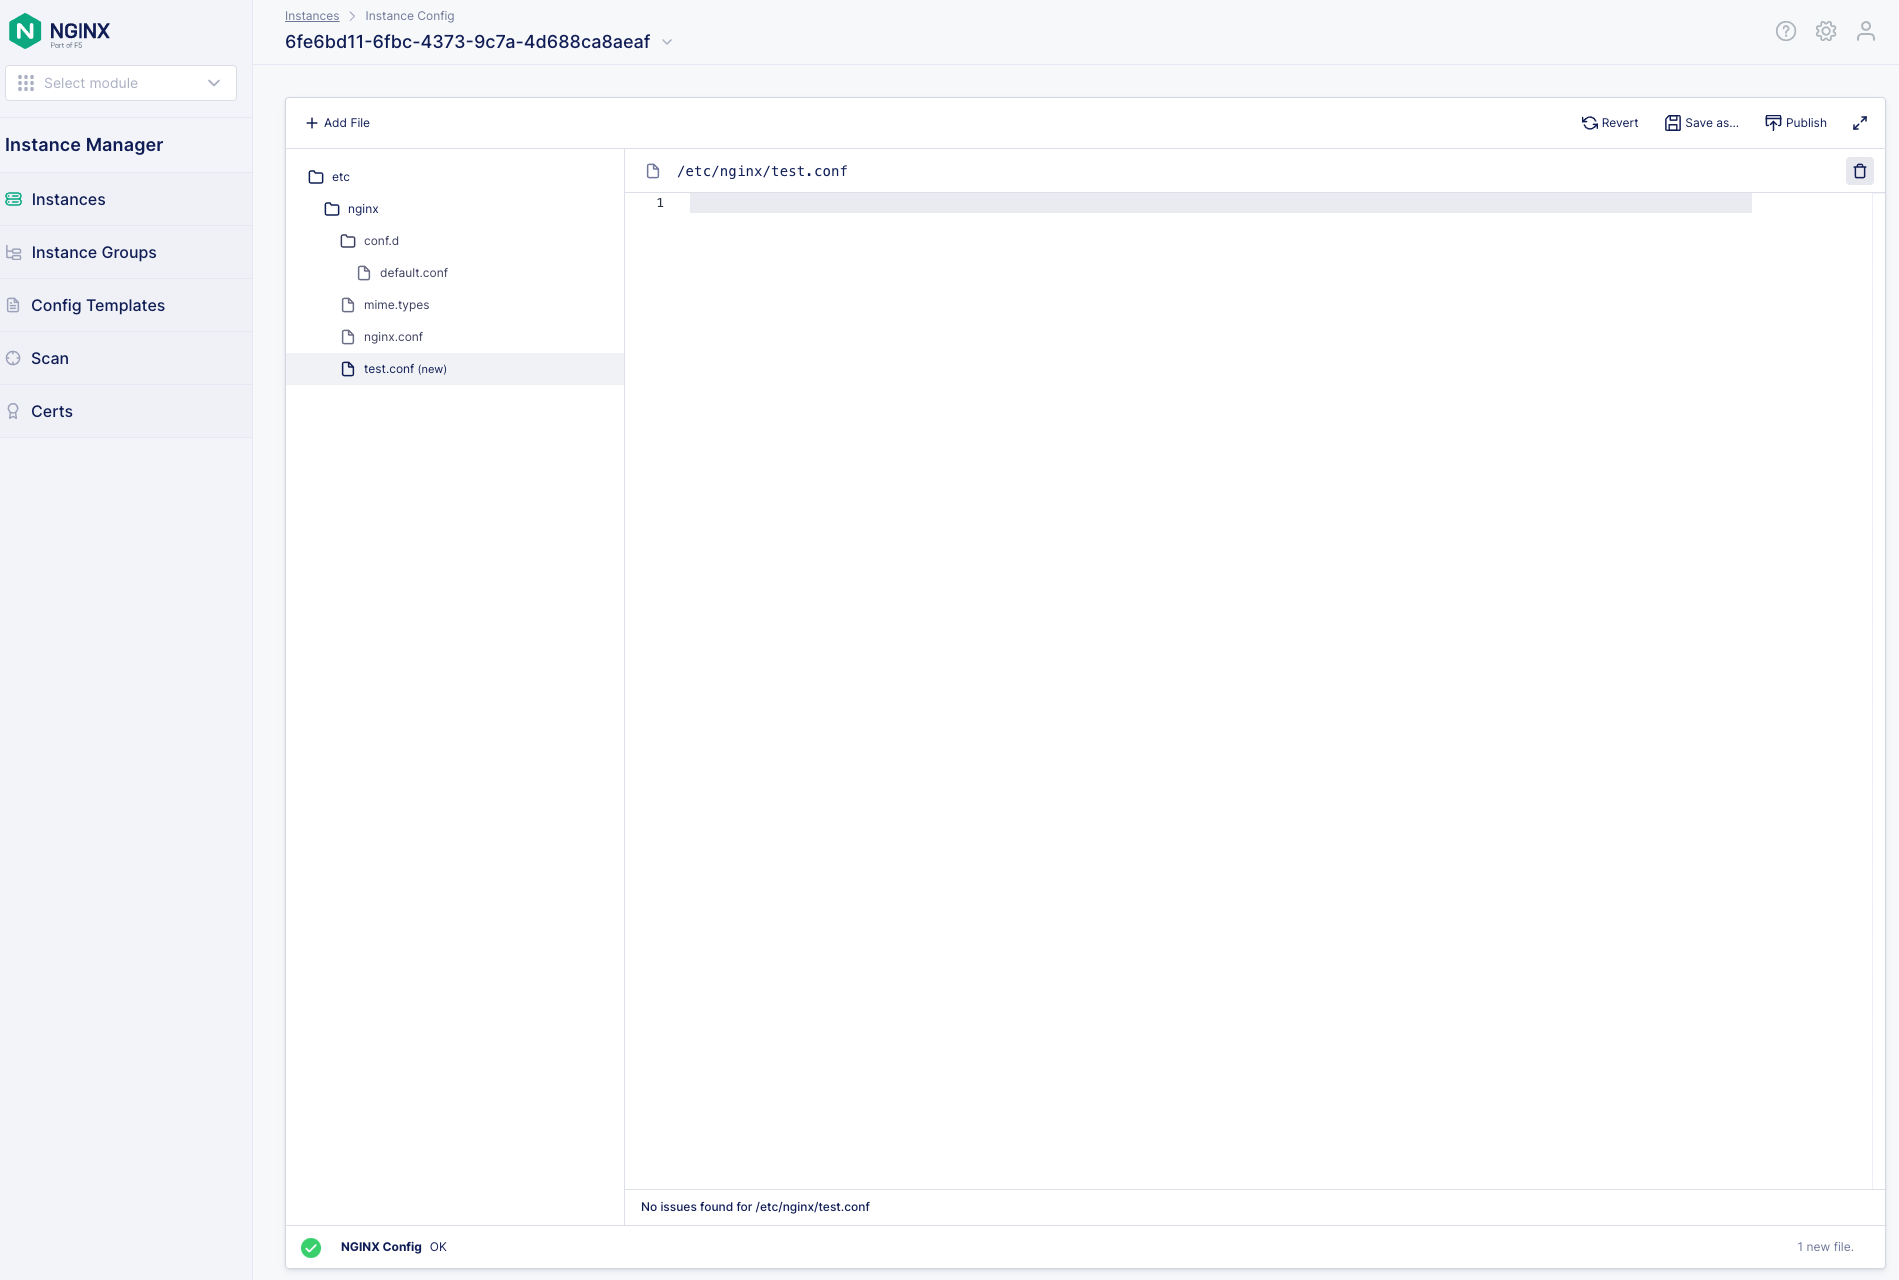 NGINX
Part of F5
Select module
Instance Manager
Instances
Instance Groups
Config Templates
Scan
Certs
Instances > Instance Config
6fe6bd11-6fbc-4373-9c7a-4d688ca8aeaf
+ Add File
Revert
Save as...
Publish
etc
nginx
conf.d
default.conf
mime.types
nginx.conf
test.conf (new)
/etc/nginx/test.conf
1
No issues found for /etc/nginx/test.conf
NGINX Config OK
1 new file.